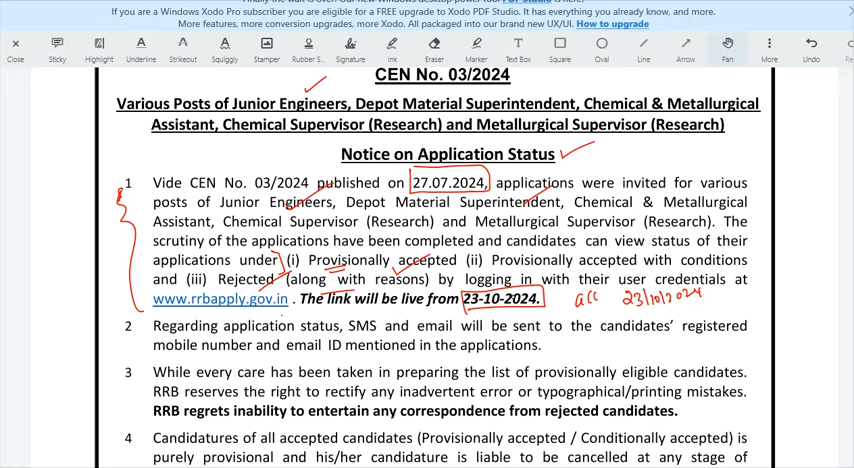 If you are a Windows Xodo Pro subscriber you are eligible for a FREE upgrade to Xodo PDF Studio. It has everything you already know, and more.
More features, more conversion upgrades, more Xodo. All packaged into our brand new UX/UI. How to upgrade
Close Sticky Highlight Underline Strikeout Squiggly Stamper Rubber S... Signature Ink Eraser Marker Text Box Square Oval Line Arrow Pan More Undo
CEN No. 03/2024
Various Posts of Junior Engineers, Depot Material Superintendent, Chemical & Metallurgical
Assistant, Chemical Supervisor (Research) and Metallurgical Supervisor (Research)
Notice on Application Status
1 Vide CEN No. 03/2024 published on 27.07.2024, applications were invited for various
posts of Junior Engineers, Depot Material Superintendent, Chemical & Metallurgical
Assistant, Chemical Supervisor (Research) and Metallurgical Supervisor (Research). The
scrutiny of the applications have been completed and candidates can view status of their
applications under (i) Provisionally accepted (ii) Provisionally accepted with conditions
and (iii) Rejected (along with reasons) by logging in with their user credentials at
www.rrbapply.gov.in . The link will be live from 23-10-2024. acc 23/10/2024
2 Regarding application status, SMS and email will be sent to the candidates' registered
mobile number and email ID mentioned in the applications.
3 While every care has been taken in preparing the list of provisionally eligible candidates.
RRB reserves the right to rectify any inadvertent error or typographical/printing mistakes.
RRB regrets inability to entertain any correspondence from rejected candidates.
4 Candidatures of all accepted candidates (Provisionally accepted / Conditionally accepted) is
purely provisional and his/her candidature is liable to be cancelled at any stage of